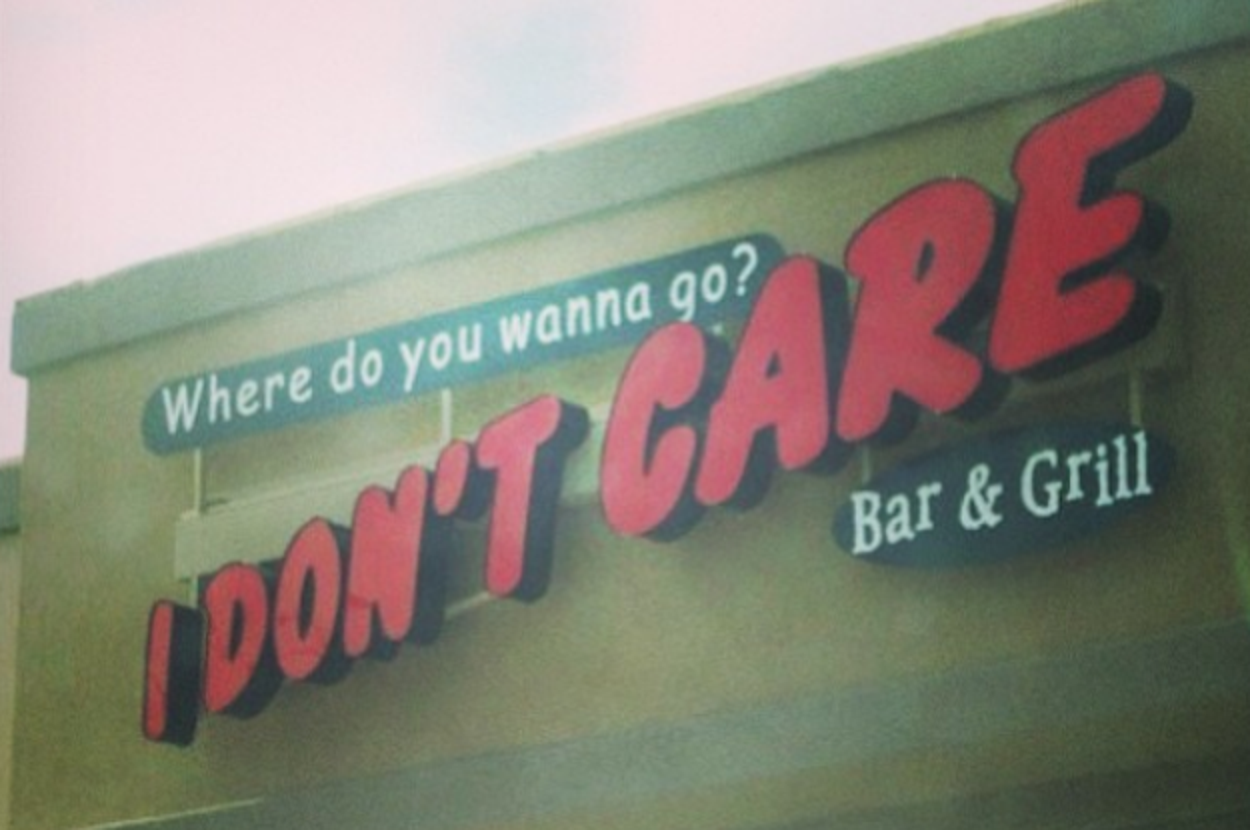 Where do you wanna go?
I DON'T CARE
Bar & Grill